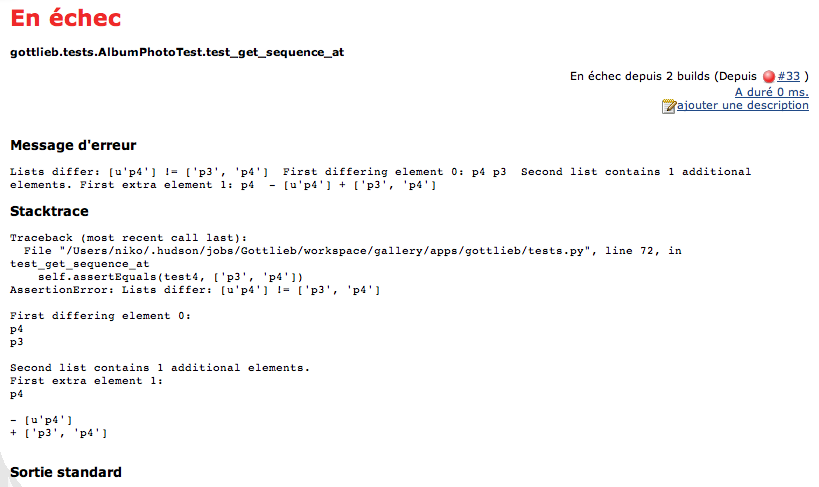 En échec
gottlieb.tests.AlbumPhotoTest.test_get_sequence_at
En échec depuis 2 builds (Depuis #33 )
A duré 0 ms.
ajouter une description
Message d'erreur
Lists differ: [u'p4'] != ['p3', 'p4']  First differing element 0: p4 p3  Second list contains 1 additional
elements. First extra element 1: p4  - [u'p4'] + ['p3', 'p4']
Stacktrace
Traceback (most recent call last):
  File "/Users/niko/.hudson/jobs/Gottlieb/workspace/gallery/apps/gottlieb/tests.py", line 72, in
test_get_sequence_at
    self.assertEquals(test4, ['p3', 'p4'])
AssertionError: Lists differ: [u'p4'] != ['p3', 'p4']
First differing element 0:
p4
p3
Second list contains 1 additional elements.
First extra element 1:
p4
- [u'p4']
+ ['p3', 'p4']
Sortie standard